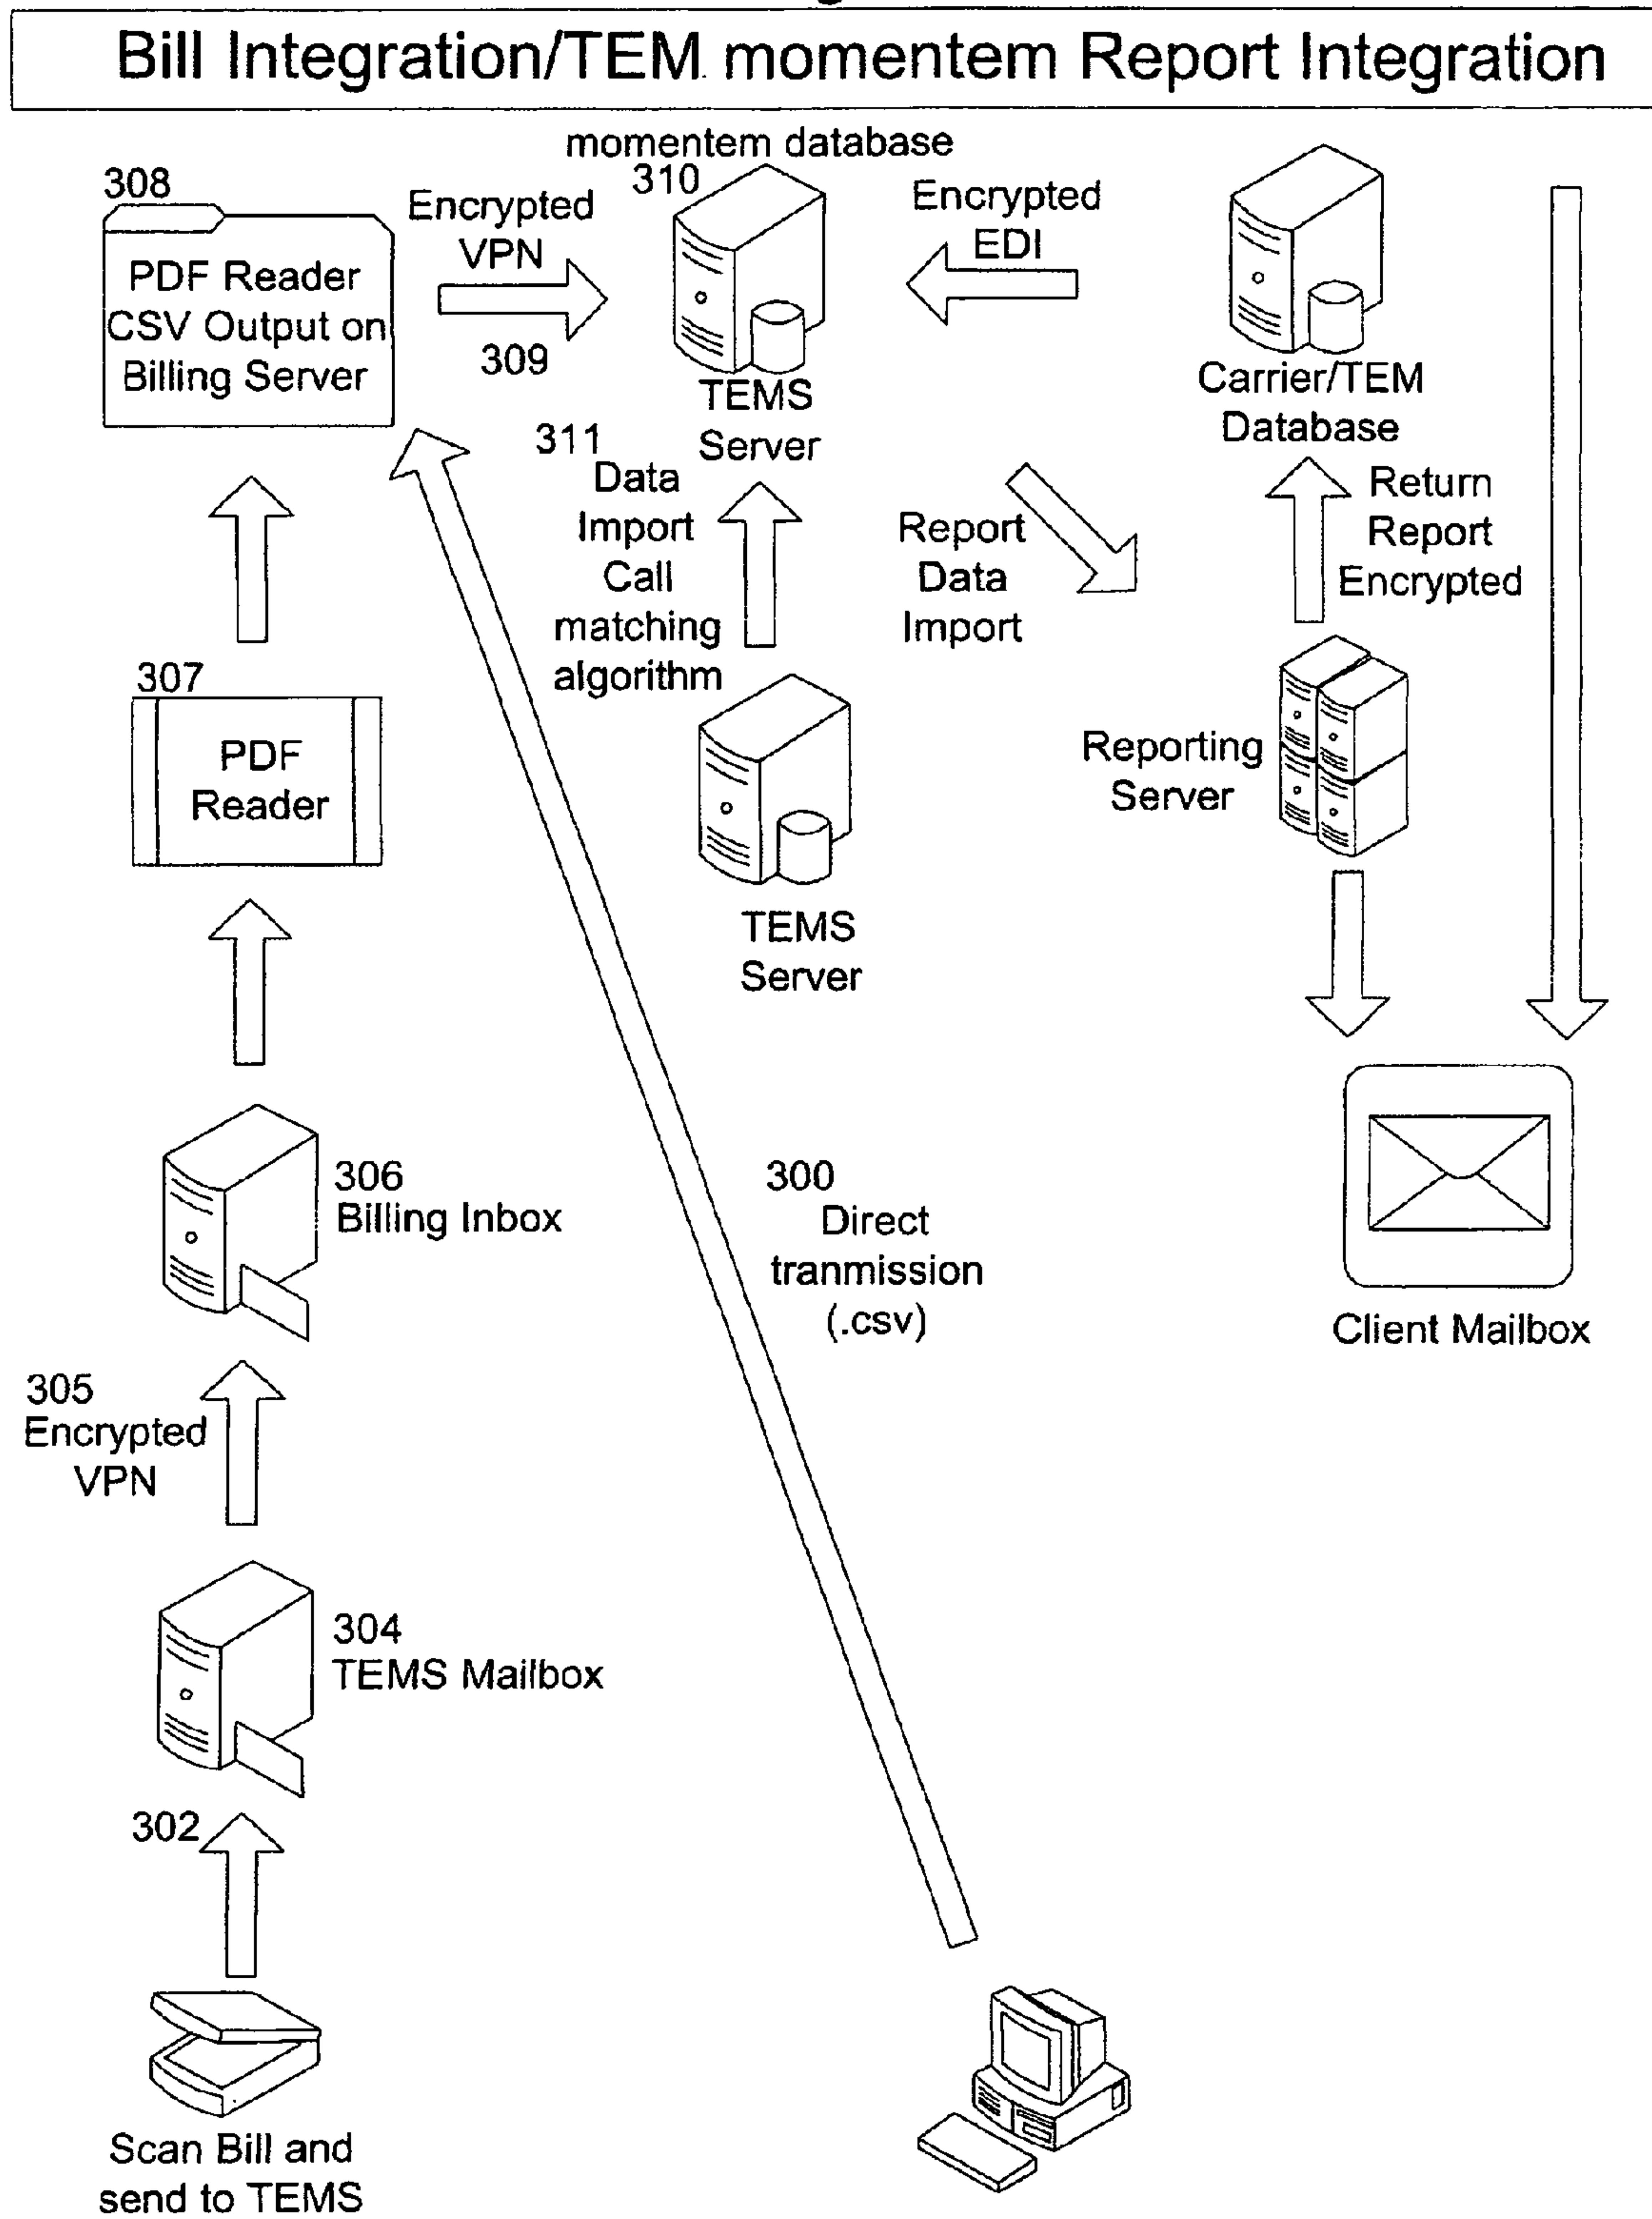 Bill Integration/TEM momentem Report Integration
momentem database
308
310
Encrypted
VPN
Encrypted
EDI
PDF Reader
CSV Output on
Billing Server
309
TEMS
Server
Carrier/TEM
Database
311
Data
Import
Call
matching
algorithm
Report
Data
Import
Return
Report
Encrypted
307
PDF
Reader
Reporting
Server
TEMS
Server
306
Billing Inbox
300
Direct
tranmission
(.csv)
Client Mailbox
305
Encrypted
VPN
304
TEMS Mailbox
302
Scan Bill and
send to TEMS